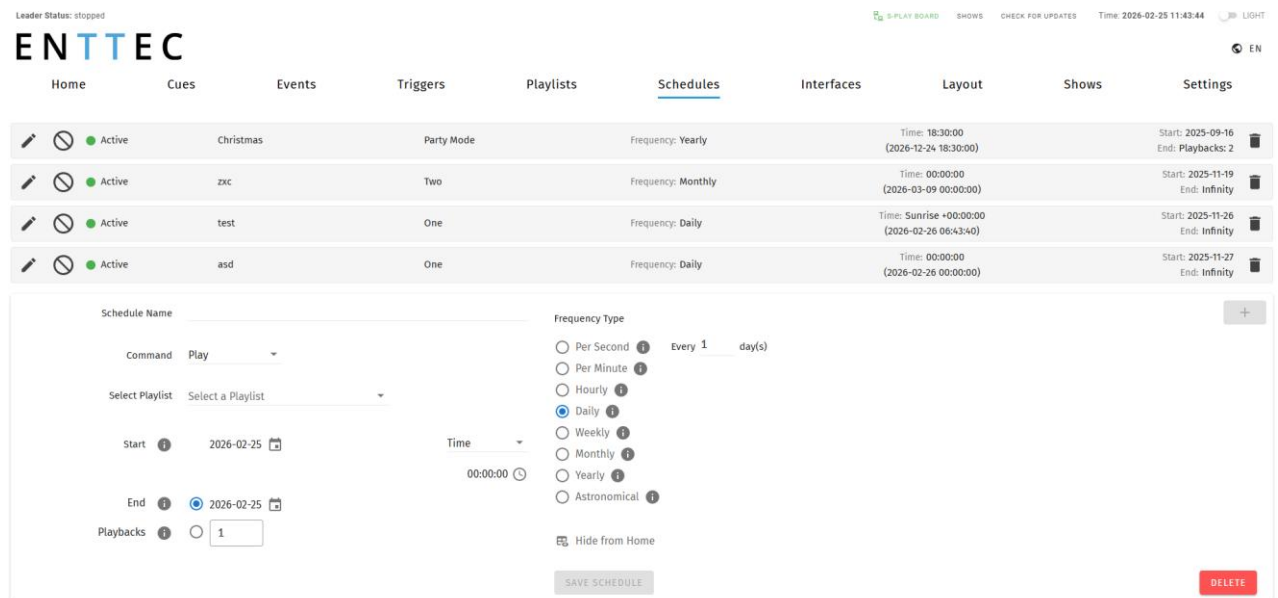 Leader Status: stopped
S-PLAY BOARD SHOWS CHECK FOR UPDATES Time: 2026-02-25 11:43:44 LIGHT
ENTTEC
EN
Home Cues Events Triggers Playlists Schedules Interfaces Layout Shows Settings
Active Christmas Party Mode Frequency: Yearly Time: 18:30:00 Start: 2025-09-16
(2026-12-24 18:30:00) End: Playbacks: 2
Active zxc Two Frequency: Monthly Time: 00:00:00 Start: 2025-11-19
(2026-03-09 00:00:00) End: Infinity
Active test One Frequency: Daily Time: Sunrise +00:00:00 Start: 2025-11-26
(2026-02-26 06:43:40) End: Infinity
Active asd One Frequency: Daily Time: 00:00:00 Start: 2025-11-27
(2026-02-26 00:00:00) End: Infinity
Schedule Name
Command Play
Select Playlist Select a Playlist
Start 2026-02-25 Time
00:00:00
End 2026-02-25
Playbacks 1
Frequency Type
Per Second Every 1 day(s)
Per Minute
Hourly
Daily
Weekly
Monthly
Yearly
Astronomical
Hide from Home
SAVE SCHEDULE
DELETE